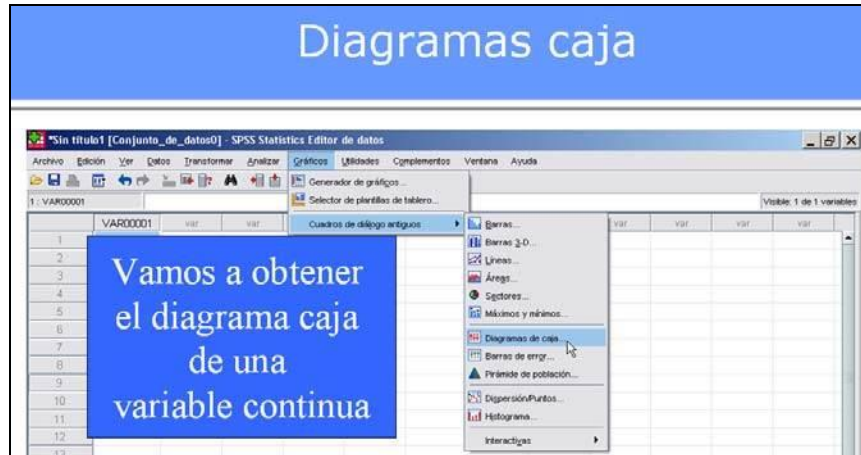 Diagramas caja
*Sin título1 [Conjunto_de_datos0] - SPSS Statistics Editor de datos
Archivo Edición Ver Datos Transformar Analizar Gráficos Utilidades Complementos Ventana Ayuda
Generador de gráficos...
Selector de plantillas de tablero...
Cuadros de diálogo antiguos
1 : VAR00001
Visible: 1 de 1 variables
VAR00001 var var var var var
Barras...
Barras 3-D...
Líneas...
Áreas...
Sectores...
Máximos y mínimos...
Diagramas de caja...
Barras de error...
Pirámide de población...
Dispersión/Puntos...
Histograma...
Interactivas
1
2
3
4
5
6
7
8
9
10
11
12
13
Vamos a obtener
el diagrama caja
de una
variable continua